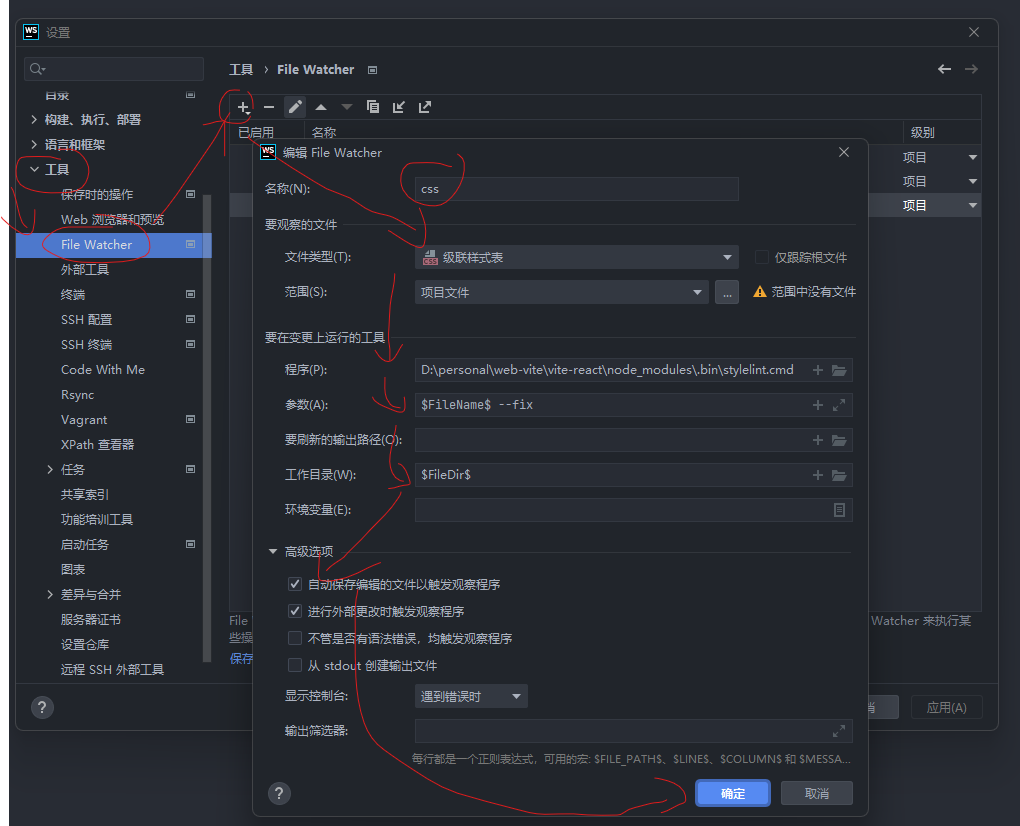 WS 设置
工具 › File Watcher
目录
构建、执行、部署
语言和框架
工具
保存时的操作
Web 浏览器和预览
File Watcher
外部工具
终端
SSH 配置
SSH 终端
Code With Me
Rsync
Vagrant
XPath 查看器
任务
共享索引
功能培训工具
启动任务
图表
差异与合并
服务器证书
设置仓库
远程 SSH 外部工具
?
已启用 名称 级别
项目
项目
项目
WS 编辑 File Watcher
名称(N): css
要观察的文件
文件类型(T): CSS 级联样式表 仅跟踪根文件
范围(S): 项目文件 ... 范围中没有文件
要在变更上运行的工具
程序(P): D:\personal\web-vite\vite-react\node_modules\.bin\stylelint.cmd
参数(A): $FileName$ --fix
要刷新的输出路径(O):
工作目录(W): $FileDir$
环境变量(E):
高级选项
自动保存编辑的文件以触发观察程序
进行外部更改时触发观察程序
不管是否有语法错误，均触发观察程序
从 stdout 创建输出文件
显示控制台: 遇到错误时
输出筛选器:
每行都是一个正则表达式，可用的宏: $FILE_PATH$、$LINE$、$COLUMN$ 和 $MESSA...
? 确定 取消
File Watcher 来执行某
些操
保存
消 应用(A)